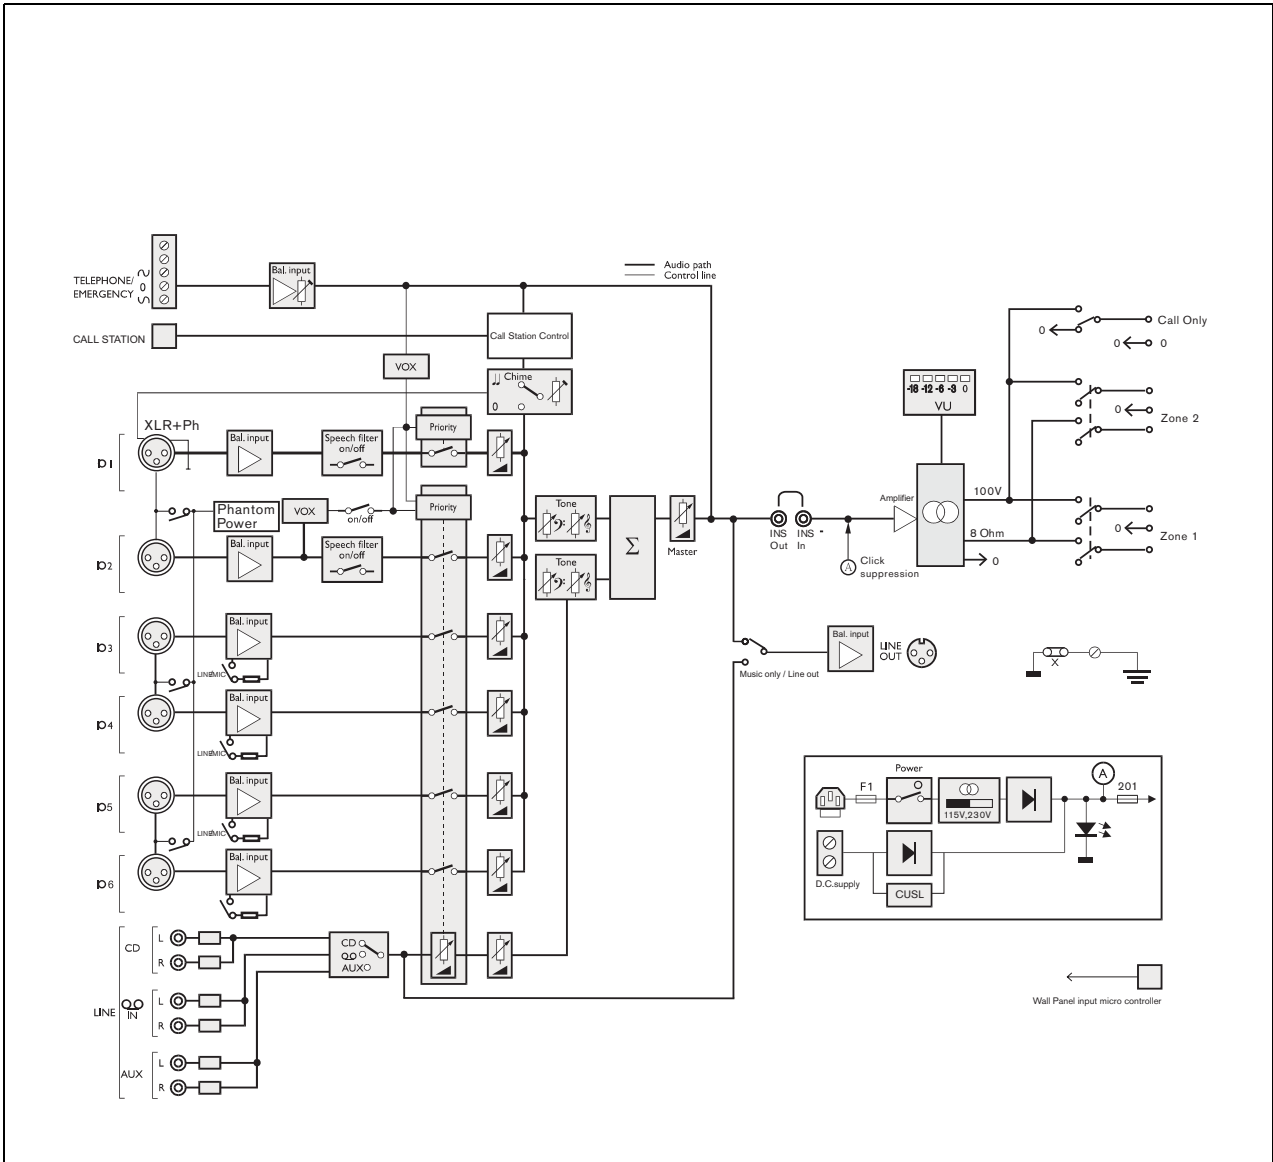 TELEPHONE/
0
EMERGENCY
Bal. input
Audio path
Control line
CALL STATION
Call Station Control
VOX
Chime
0
XLR+Ph
Bal. input
Speech filter
on/off
Priority
1
Phantom
Power
VOX
on/off
Priority
Bal. input
Speech filter
on/off
2
Tone
Tone
Σ
Master
Bal. input
LINE/MIC
3
Bal. input
LINE/MIC
4
Bal. input
LINE/MIC
5
Bal. input
6
CD
L
R
CD
AUX
LINE
IN
L
R
AUX
L
R
INS
Out
INS
In
A
Click
suppression
Amplifier
-18 -12 -6 -3 0
VU
100V
8 Ohm
0
0
Call Only
0
0
0
Zone 2
0
Zone 1
Music only / Line out
Bal. input
LINE
OUT
X
Power
F1
115V,230V
A
201
D.C.supply
CUSL
Wall Panel input micro controller